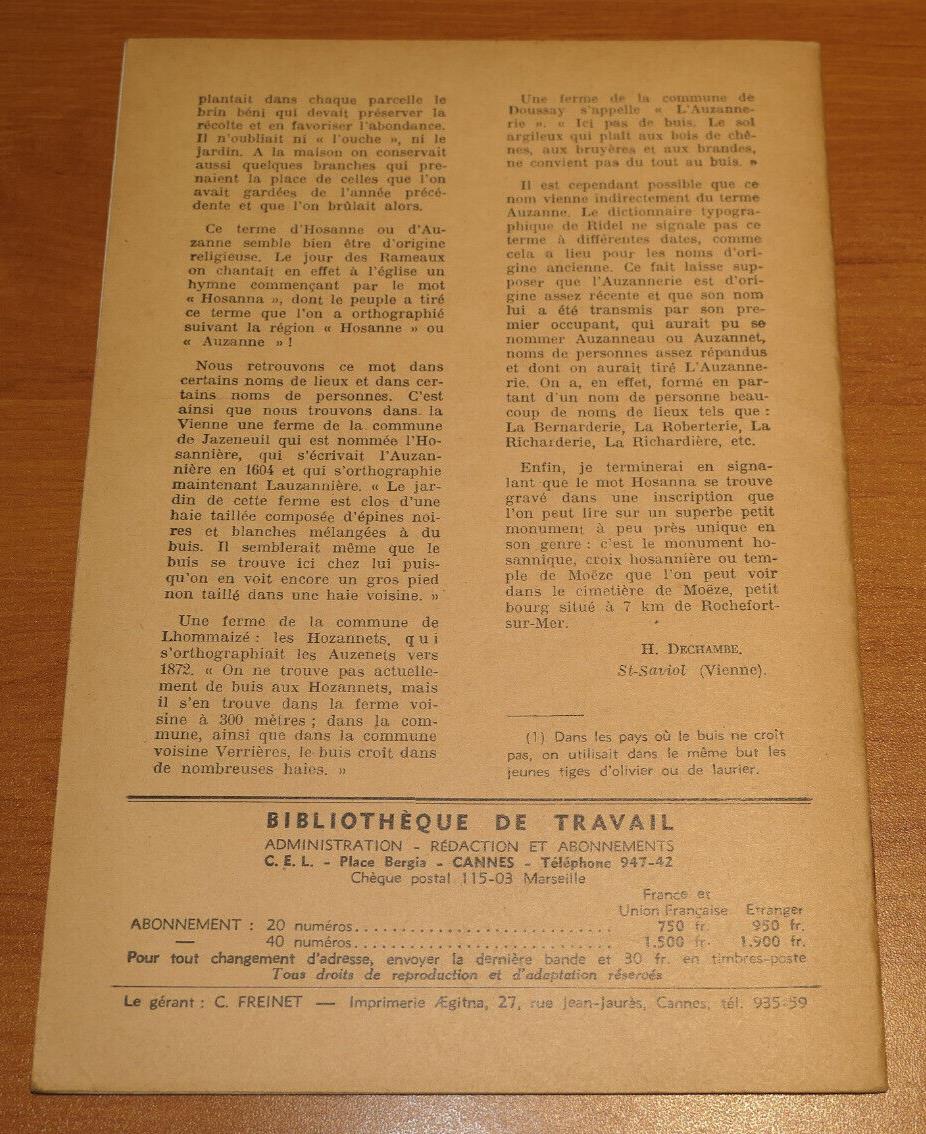 plantait dans chaque parcelle le
brin béni qui devait préserver la
récolte et en favoriser l'abondance.
Il n'oubliait ni « l'ouche », ni le
jardin. A la maison on conservait
aussi quelques branches qui pre-
naient la place de celles que l'on
avait gardées de l'année précé-
dente et que l'on brûlait alors.
Ce terme d'Hosanne ou d'Au-
zanne semble bien être d'origine
religieuse. Le jour des Rameaux
on chantait en effet à l'église un
hymne commençant par le mot
« Hosanna », dont le peuple a tiré
ce terme que l'on a orthographié
suivant la région « Hosanne » ou
« Auzanne » !
Nous retrouvons ce mot dans
certains noms de lieux et dans cer-
tains noms de personnes. C'est
ainsi que nous trouvons dans la
Vienne une ferme de la commune
de Jazeneuil qui est nommée l'Ho-
sannière, qui s'écrivait l'Auzan-
nière en 1604 et qui s'orthographie
maintenant Lauzannière. « Le jar-
din de cette ferme est clos d'une
haie taillée composée d'épines noi-
res et blanches mélangées à du
buis. Il semblerait même que le
buis se trouve ici chez lui puis-
qu'on en voit encore un gros pied
non taillé dans une haie voisine. »
Une ferme de la commune de
Lhommaizé : les Hozannets, qui
s'orthographiait les Auzenets vers
1872. « On ne trouve pas actuelle-
ment de buis aux Hozannets, mais
il s'en trouve dans la ferme voi-
sine à 300 mètres ; dans la com-
mune, ainsi que dans la commune
voisine Verrières, le buis croît dans
de nombreuses haies. »
Une ferme de la commune de
Doussay s'appelle « L'Auzanne-
rie ». « Ici pas de buis. Le sol
argileux qui plaît aux bois de chê-
nes, aux bruyères et aux brandes,
ne convient pas du tout au buis. »
Il est cependant possible que ce
nom vienne indirectement du terme
Auzanne. Le dictionnaire typogra-
phique de Ridel ne signale pas ce
terme à différentes dates, comme
cela a lieu pour les noms d'ori-
gine ancienne. Ce fait laisse sup-
poser que l'Auzannerie est d'ori-
gine assez récente et que son nom
lui a été transmis par son pre-
mier occupant, qui aurait pu se
nommer Auzanneau ou Auzannet,
noms de personnes assez répandus
et dont on aurait tiré L'Auzanne-
rie. On a, en effet, formé en par-
tant d'un nom de personne beau-
coup de noms de lieux tels que :
La Bernarderie, La Roberterie, La
Richarderie, La Richardière, etc.
Enfin, je terminerai en signa-
lant que le mot Hosanna se trouve
gravé dans une inscription que
l'on peut lire sur un superbe petit
monument à peu près unique en
son genre : c'est le monument ho-
sannique, croix hosannière ou tem-
ple de Moëze que l'on peut voir
dans le cimetière de Moëze, petit
bourg situé à 7 km de Rochefort-
sur-Mer.
H. DECHAMBE.
St-Saviol (Vienne).
(1) Dans les pays où le buis ne croît
pas, on utilisait dans le même but les
jeunes tiges d'olivier ou de laurier.
BIBLIOTHÈQUE DE TRAVAIL
ADMINISTRATION - RÉDACTION ET ABONNEMENTS
C. E. L. - Place Bergia - CANNES - Téléphone 947-42
Chèque postal 115-03 Marseille
France et
Union Française Etranger
ABONNEMENT : 20 numéros........................... 750 fr. 950 fr.
— 40 numéros........................... 1.500 fr. 1.900 fr.
Pour tout changement d'adresse, envoyer la dernière bande et 30 fr. en timbres-poste
Tous droits de reproduction et d'adaptation réservés
Le gérant : C. FREINET — Imprimerie Ægitna, 27, rue Jean-Jaurès, Cannes, tél. 935-59